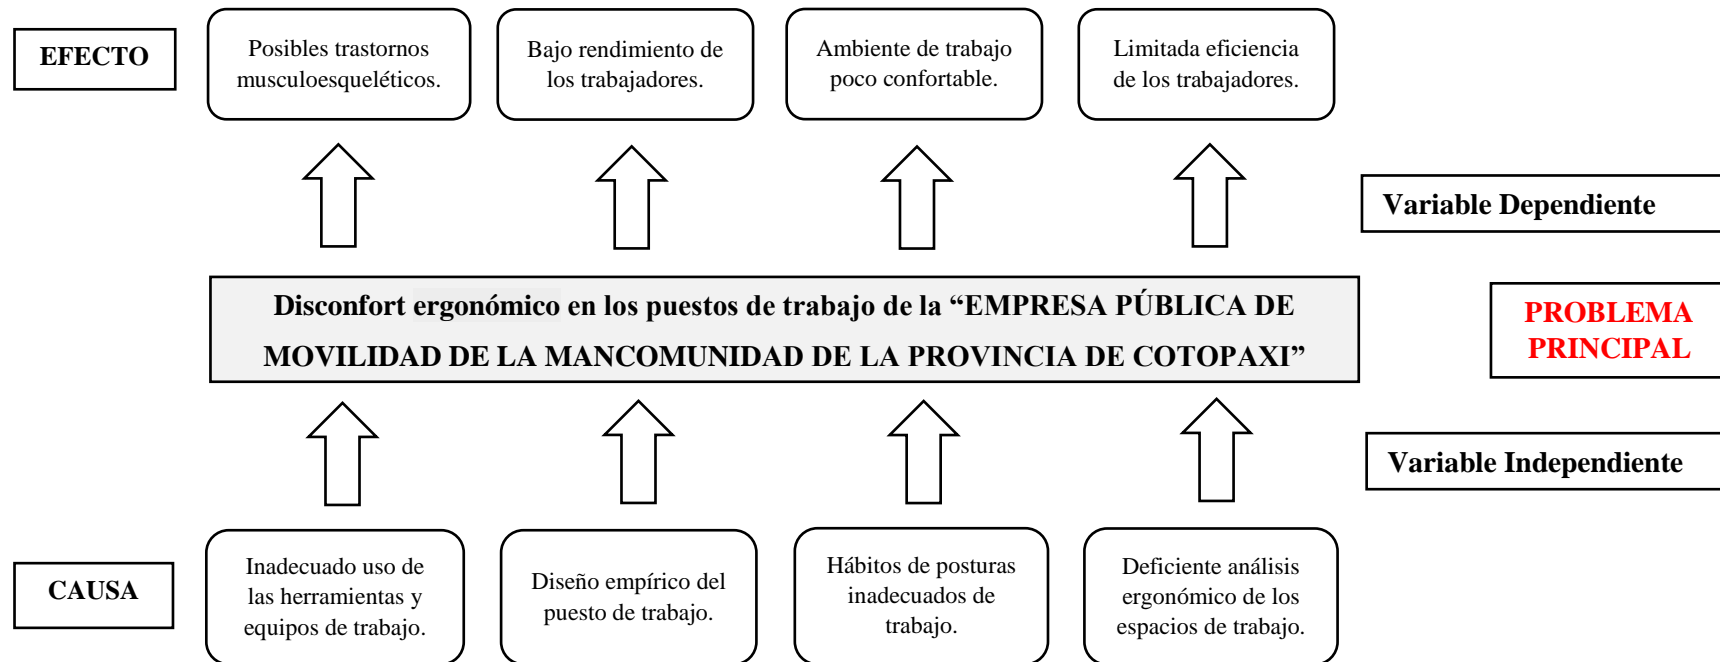 EFECTO
Posibles trastornos
musculoesqueléticos.
Bajo rendimiento de
los trabajadores.
Ambiente de trabajo
poco confortable.
Limitada eficiencia
de los trabajadores.
Variable Dependiente
Disconfort ergonómico en los puestos de trabajo de la “EMPRESA PÚBLICA DE
MOVILIDAD DE LA MANCOMUNIDAD DE LA PROVINCIA DE COTOPAXI”
PROBLEMA
PRINCIPAL
Variable Independiente
CAUSA
Inadecuado uso de
las herramientas y
equipos de trabajo.
Diseño empírico del
puesto de trabajo.
Hábitos de posturas
inadecuados de
trabajo.
Deficiente análisis
ergonómico de los
espacios de trabajo.